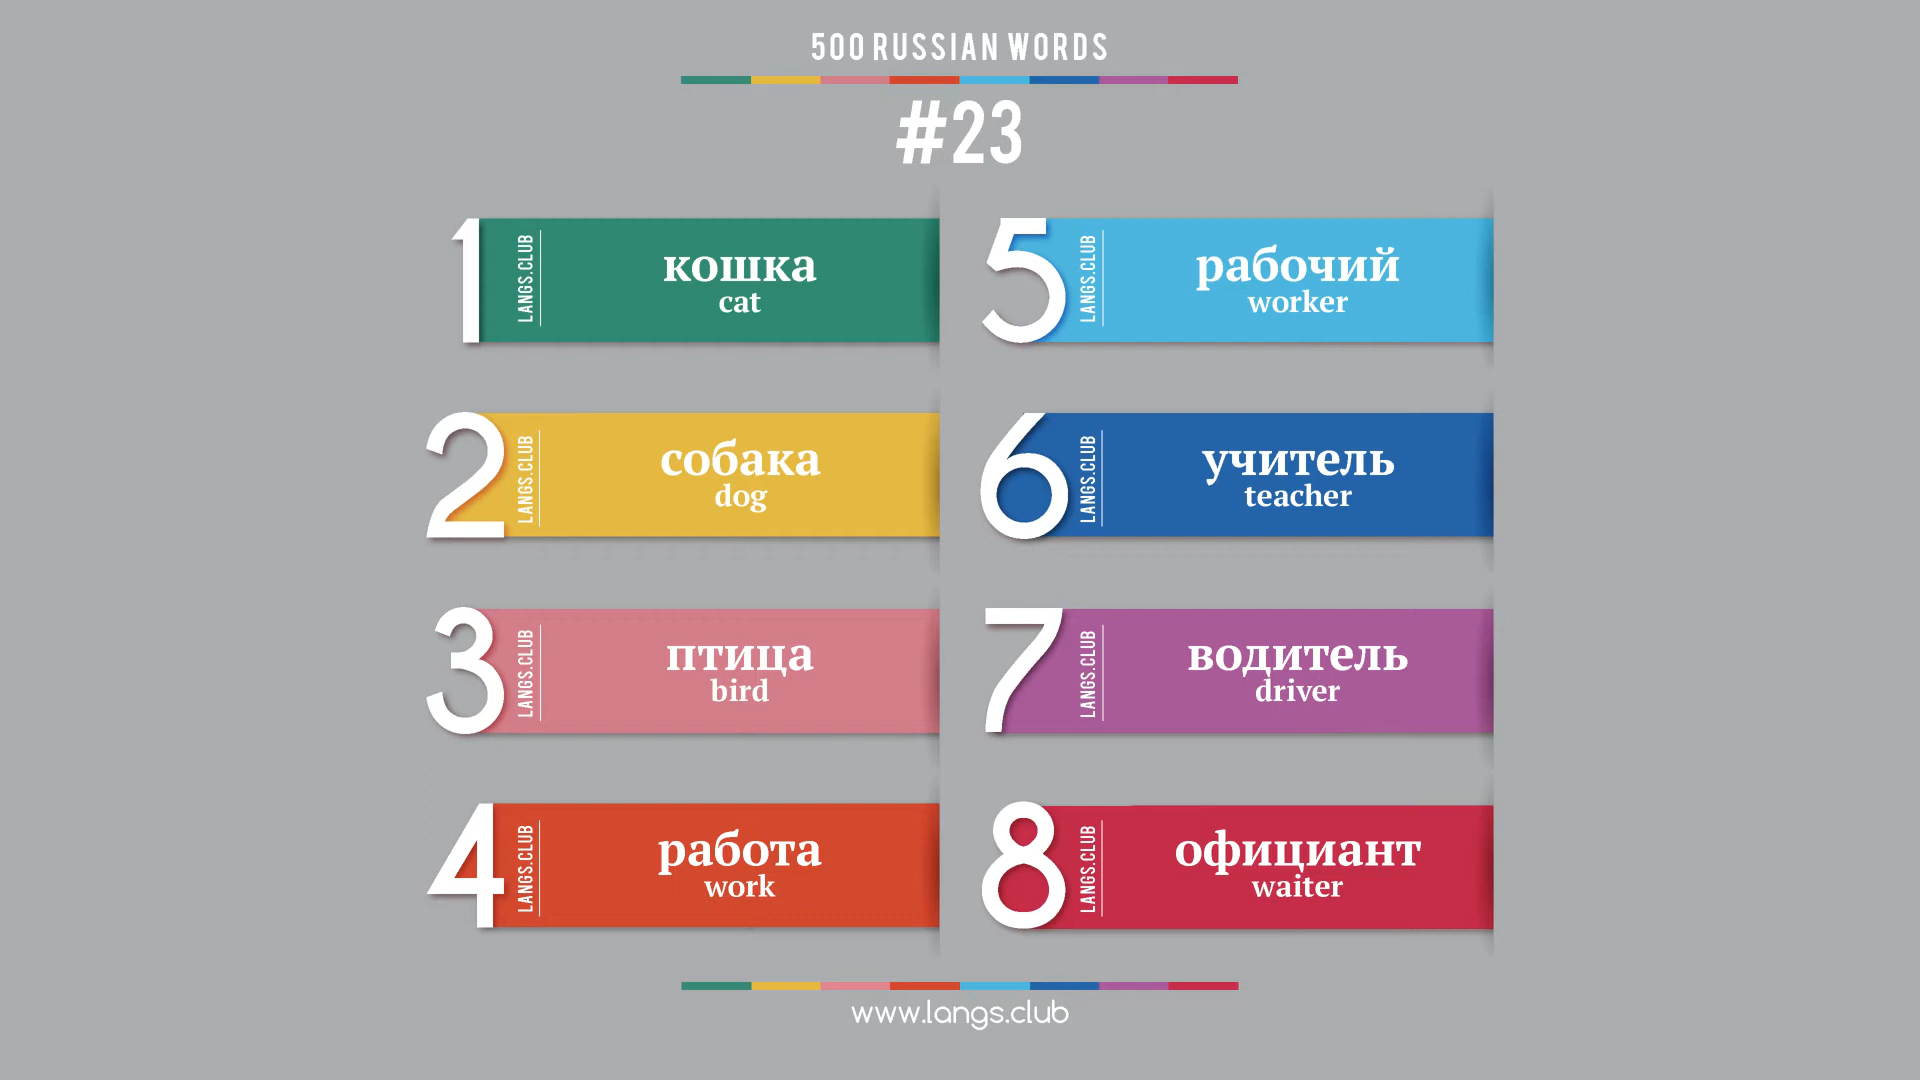 500 RUSSIAN WORDS
#23
1
LANGS.CLUB
кошка
cat
2
LANGS.CLUB
собака
dog
3
LANGS.CLUB
птица
bird
4
LANGS.CLUB
работа
work
5
LANGS.CLUB
рабочий
worker
6
LANGS.CLUB
учитель
teacher
7
LANGS.CLUB
водитель
driver
8
LANGS.CLUB
официант
waiter
www.langs.club